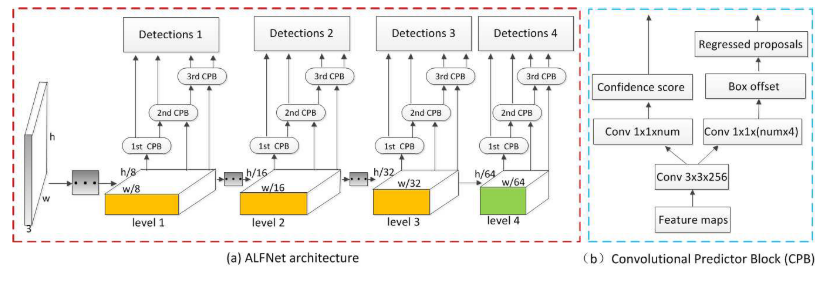 Detections 1
Detections 2
Detections 3
Detections 4
3rd CPB
3rd CPB
3rd CPB
3rd CPB
2nd CPB
2nd CPB
2nd CPB
2nd CPB
1st CPB
1st CPB
1st CPB
1st CPB
h
w
3
h/8
w/8
level 1
h/16
w/16
level 2
h/32
w/32
level 3
h/64
w/64
level 4
(a) ALFNet architecture
Regressed proposals
Confidence score
Box offset
Conv 1x1xnum
Conv 1x1x(numx4)
Conv 3x3x256
Feature maps
（b）Convolutional Predictor Block (CPB)